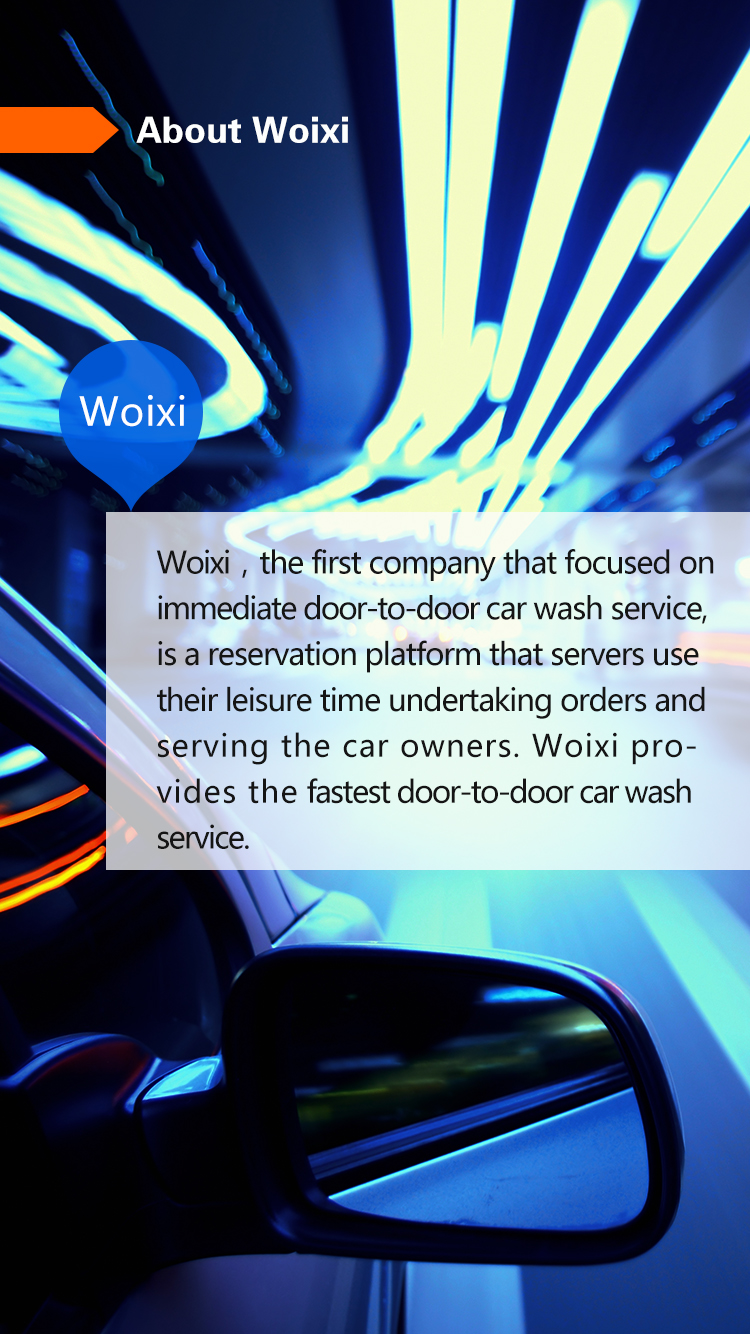 About Woixi
Woixi
Woixi , the first company that focused on
immediate door-to-door car wash service,
is a reservation platform that servers use
their leisure time undertaking orders and
serving the car owners. Woixi pro-
vides the fastest door-to-door car wash
service.